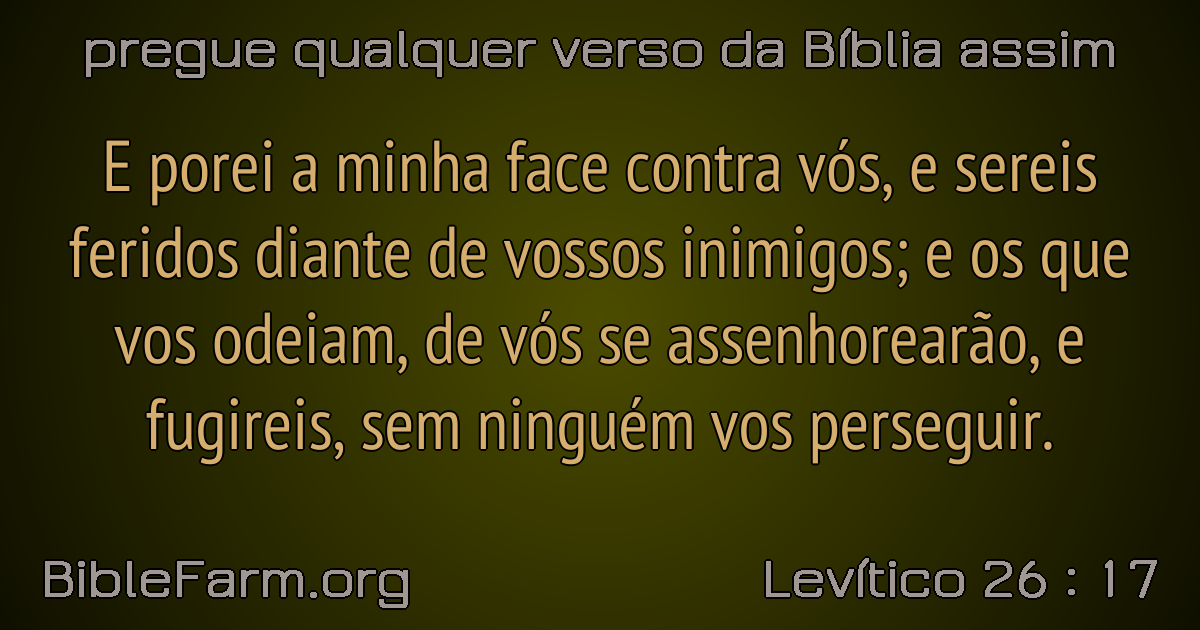 pregue qualquer verso da Bíblia assim
E porei a minha face contra vós, e sereis
feridos diante de vossos inimigos; e os que
vos odeiam, de vós se assenhorearão, e
fugireis, sem ninguém vos perseguir.
BibleFarm.org
Levítico 26 : 17